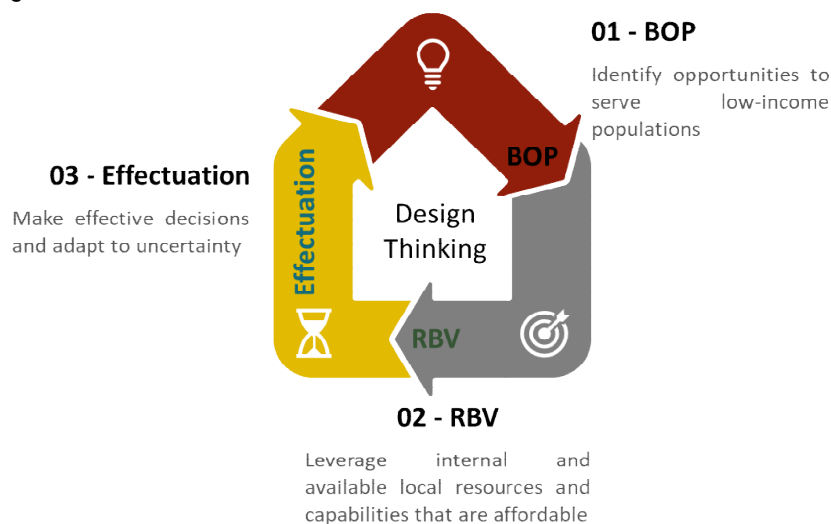 01 - BOP
Identify opportunities to
serve low-income
populations
BOP
03 - Effectuation
Make effective decisions
and adapt to uncertainty
Effectuation
Design
Thinking
RBV
02 - RBV
Leverage internal and
available local resources and
capabilities that are affordable